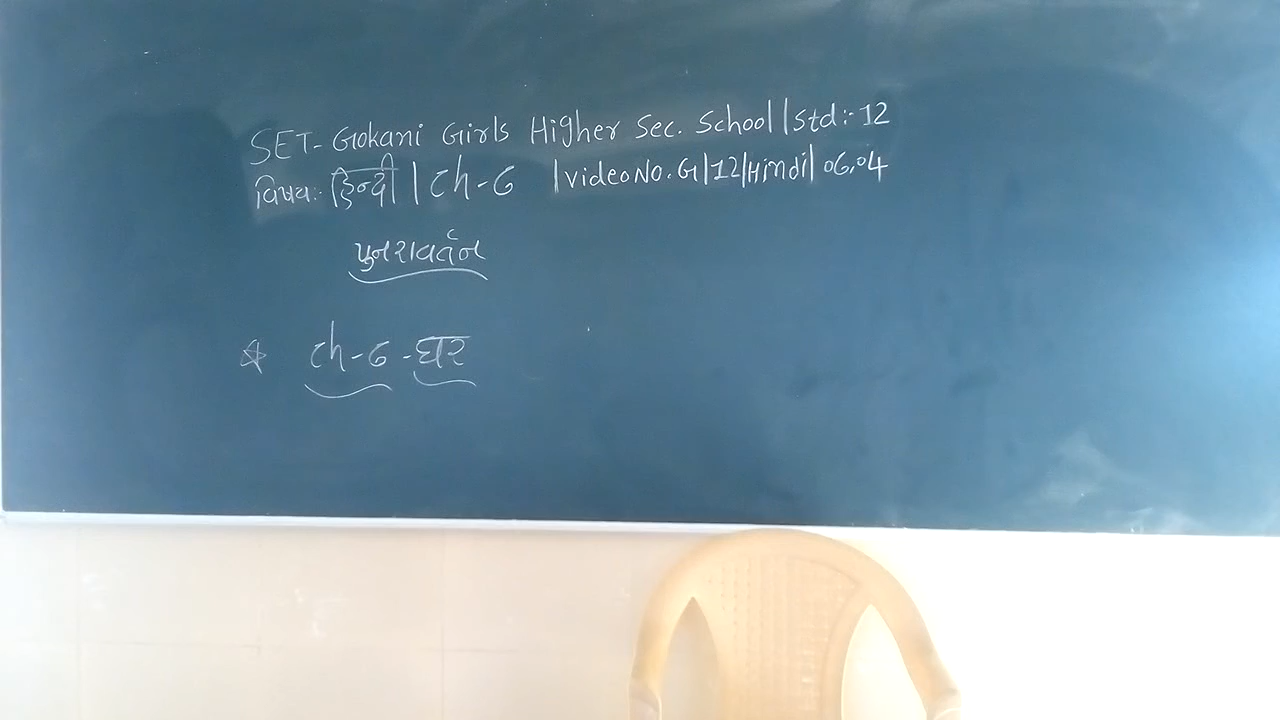 SET- Gokani Girls Higher Sec. School | Std:- 12
વિષય:- हिन्दी | Ch-6 | video No. G|12|Hindi| 06.04
પુનરાવર્તન
* Ch-6 - घर